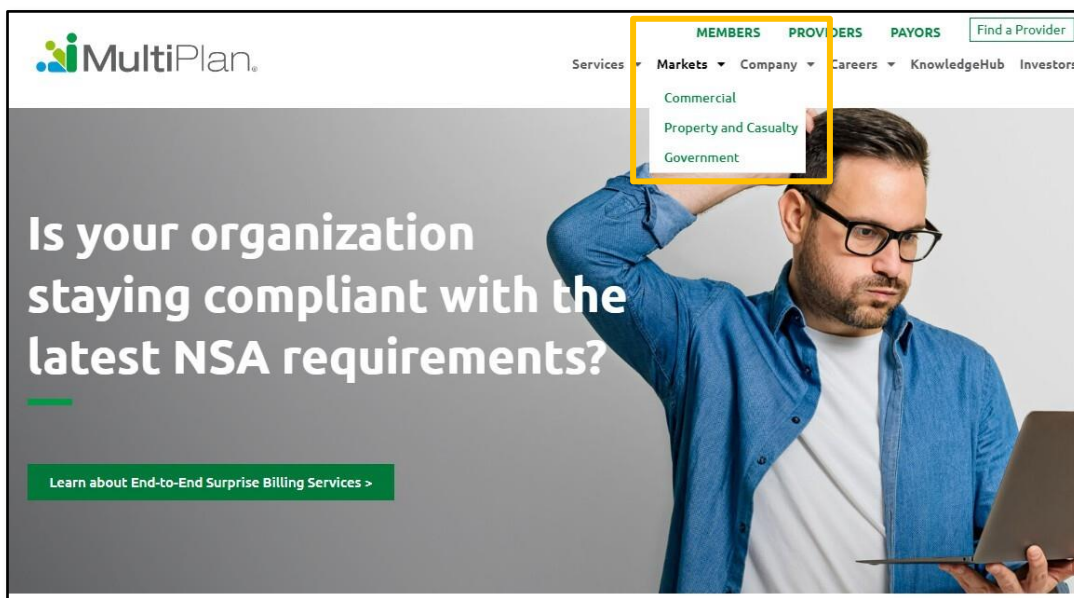 MultiPlan®
MEMBERS PROVIDERS PAYORS Find a Provider
Services Markets Company Careers KnowledgeHub Investors
Commercial
Property and Casualty
Government
Is your organization
staying compliant with the
latest NSA requirements?
Learn about End-to-End Surprise Billing Services >